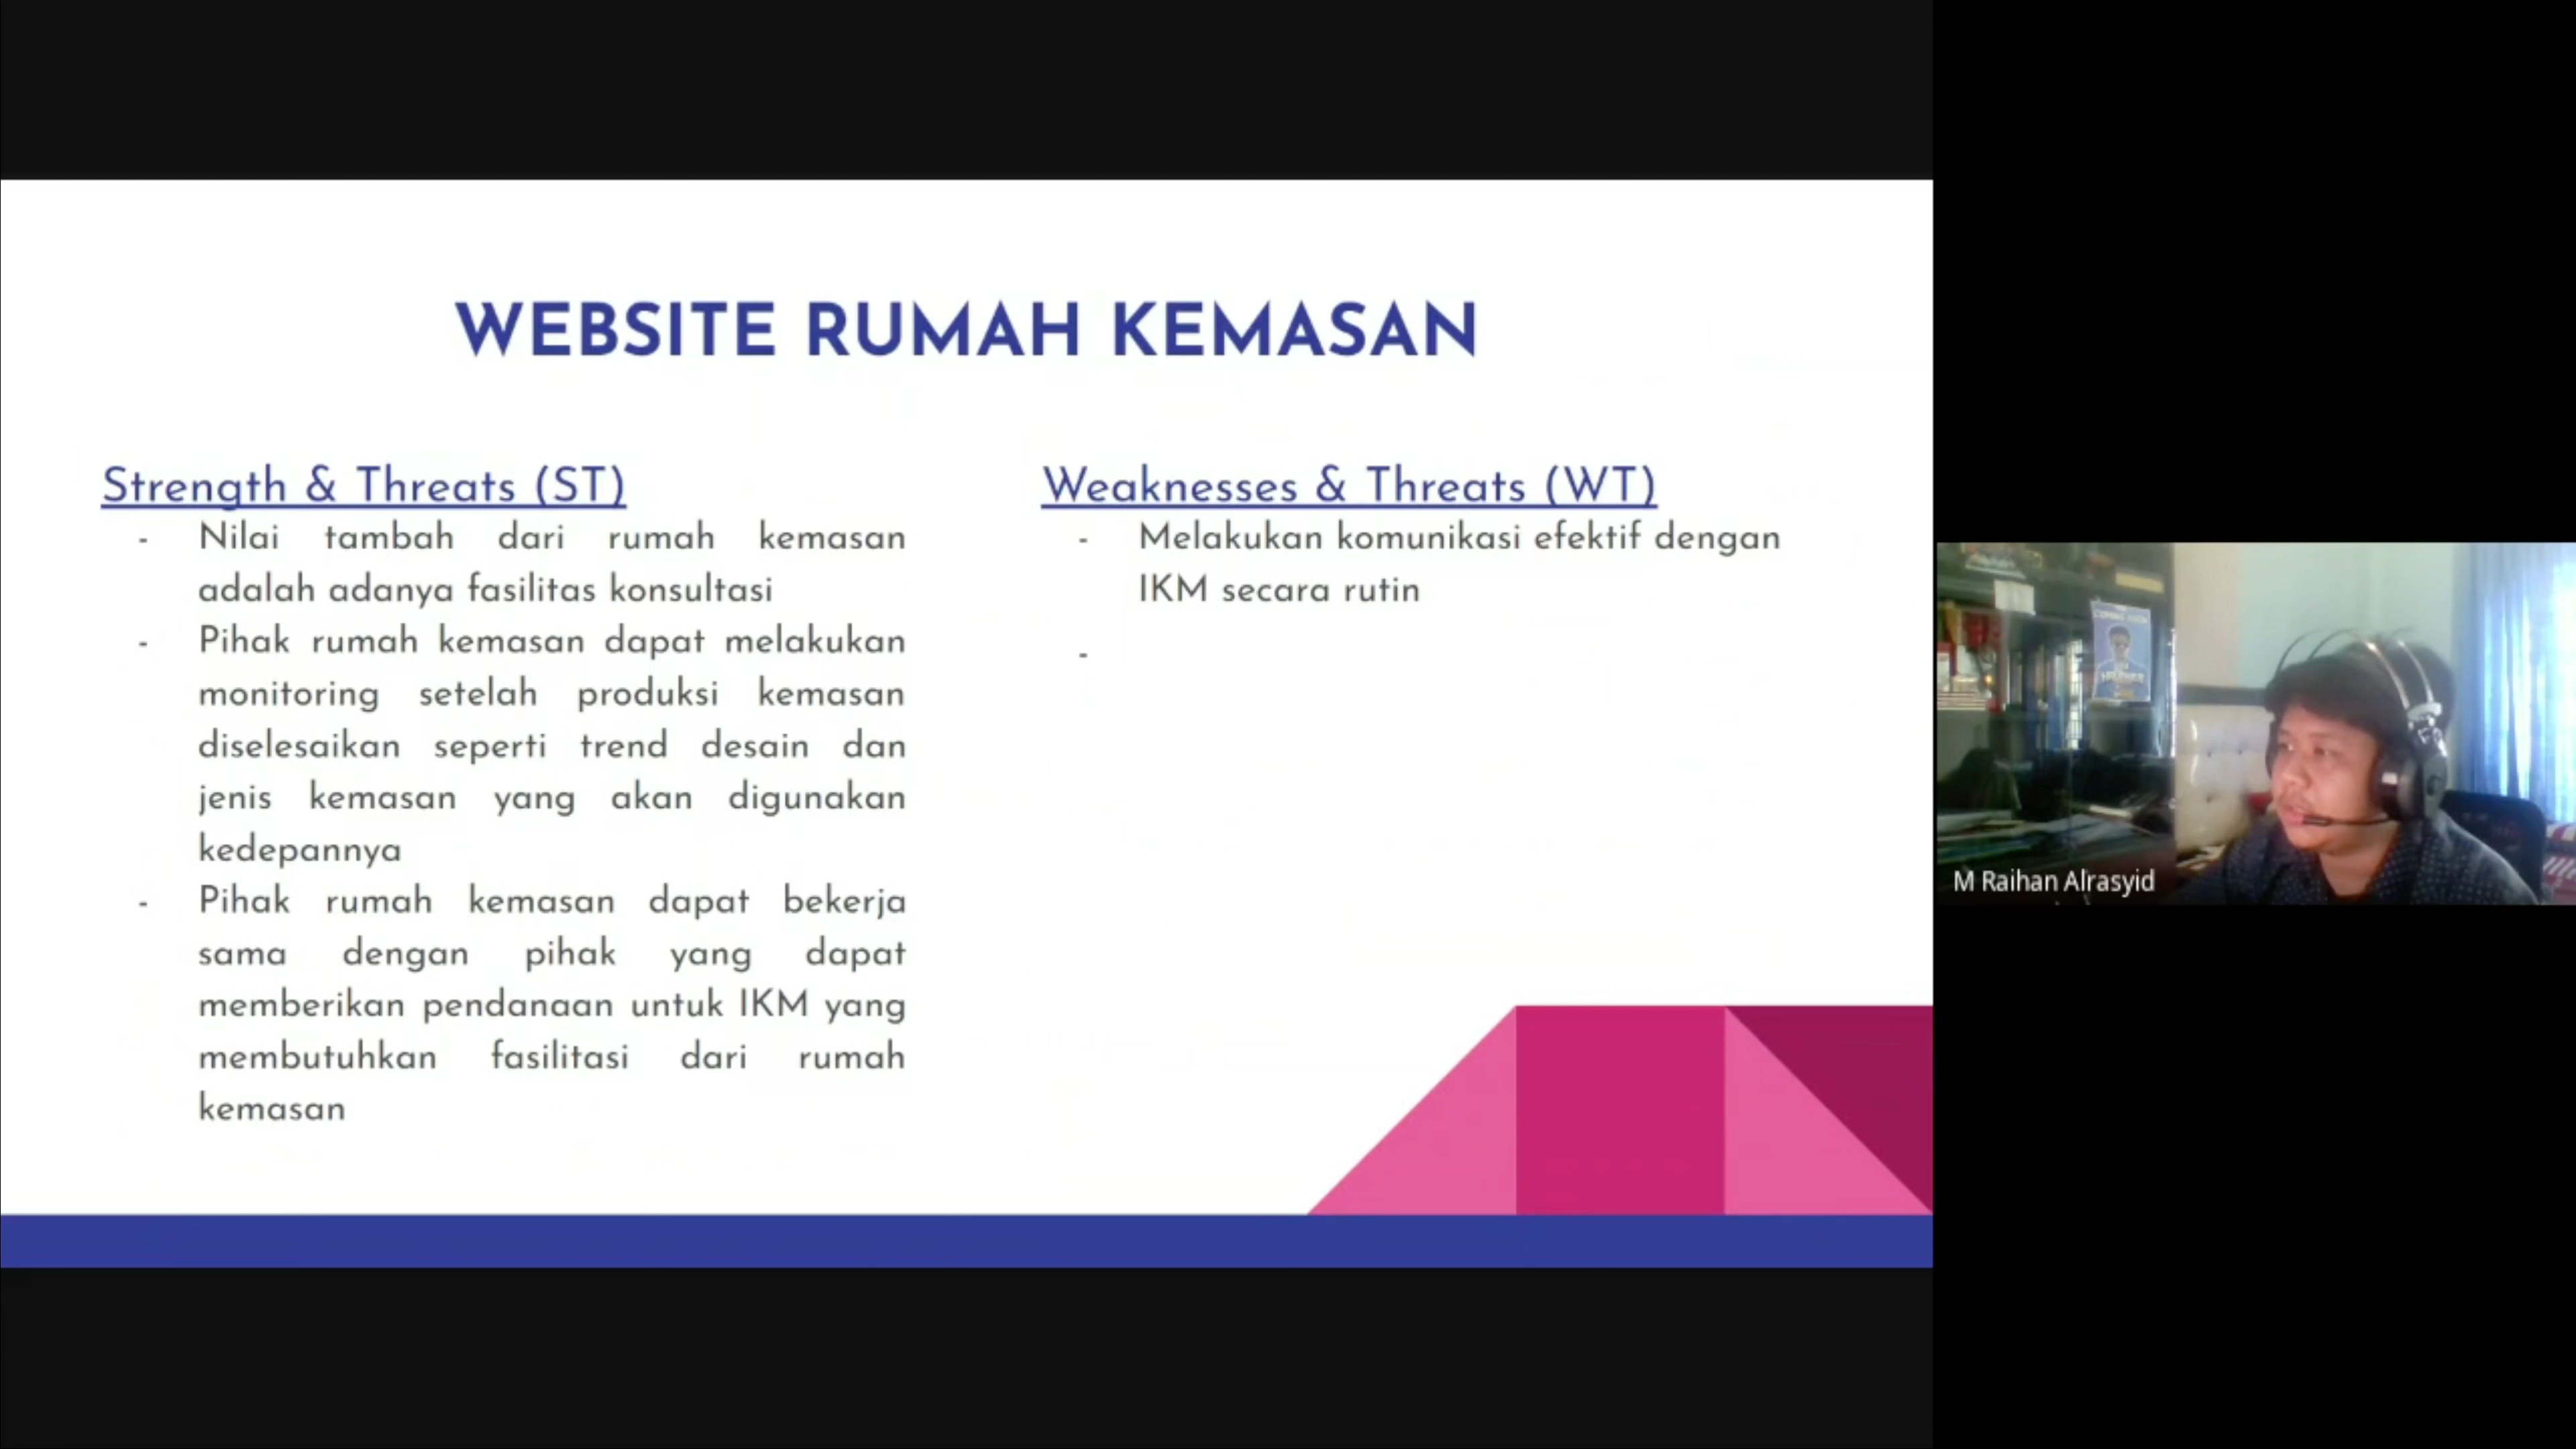 WEBSITE RUMAH KEMASAN
Strength & Threats (ST)
- Nilai tambah dari rumah kemasan
adalah adanya fasilitas konsultasi
- Pihak rumah kemasan dapat melakukan
monitoring setelah produksi kemasan
diselesaikan seperti trend desain dan
jenis kemasan yang akan digunakan
kedepannya
- Pihak rumah kemasan dapat bekerja
sama dengan pihak yang dapat
memberikan pendanaan untuk IKM yang
membutuhkan fasilitasi dari rumah
kemasan
Weaknesses & Threats (WT)
- Melakukan komunikasi efektif dengan
IKM secara rutin
-
M Raihan Alrasyid